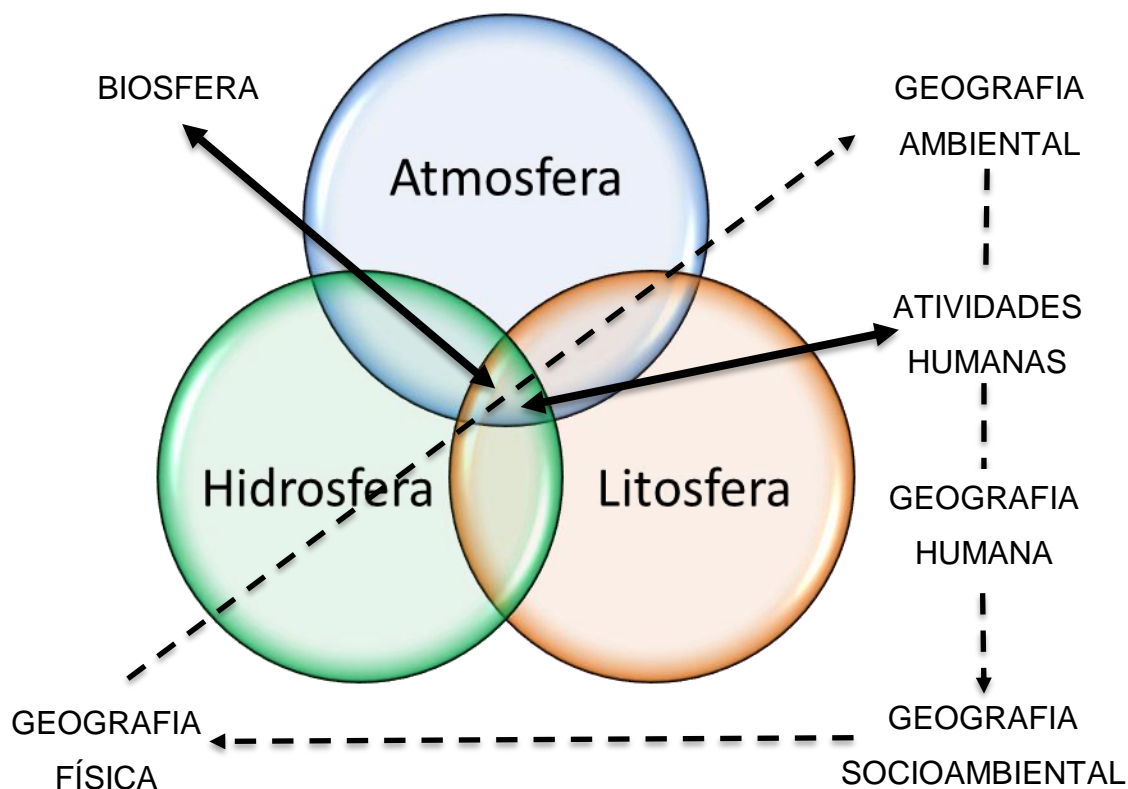 BIOSFERA
GEOGRAFIA
AMBIENTAL
Atmosfera
ATIVIDADES
HUMANAS
Hidrosfera
Litosfera
GEOGRAFIA
HUMANA
GEOGRAFIA
FÍSICA
GEOGRAFIA
SOCIOAMBIENTAL